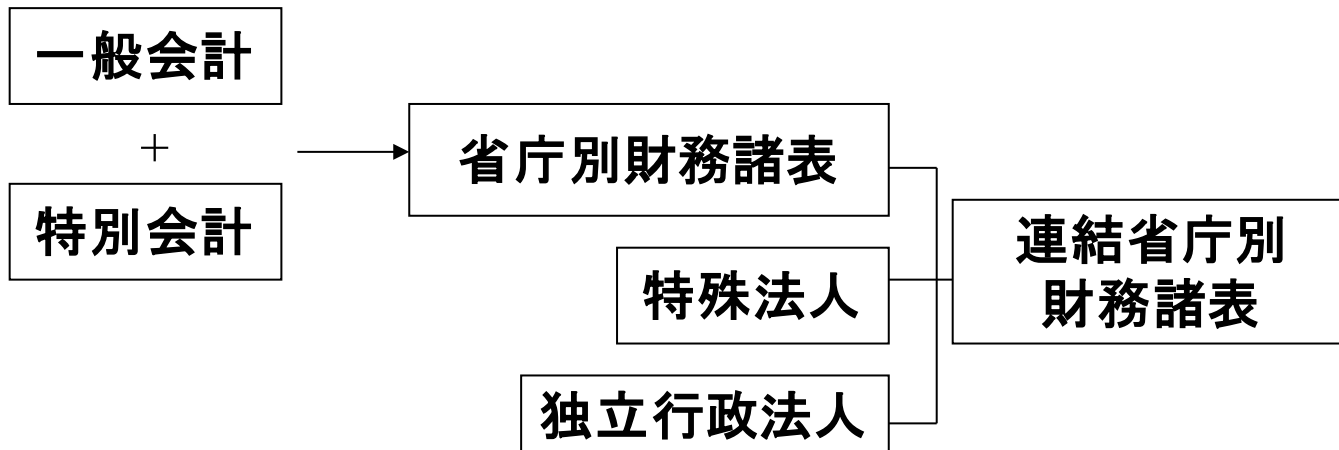 一般会計
+
特別会計
省庁別財務諸表
特殊法人
独立行政法人
連結省庁別
財務諸表